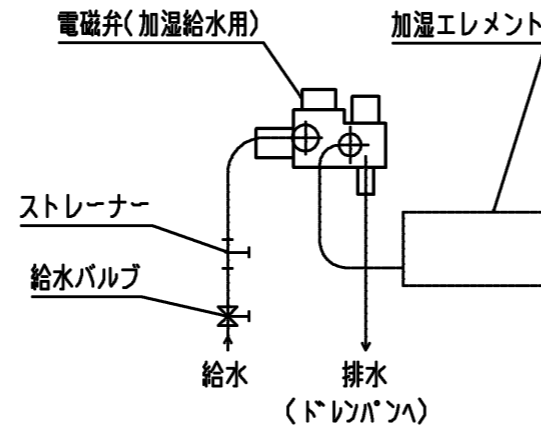 電磁弁(加湿給水用)
加湿エレメント
ストレーナー
給水バルブ
給水
排水
(ドレンパンへ)